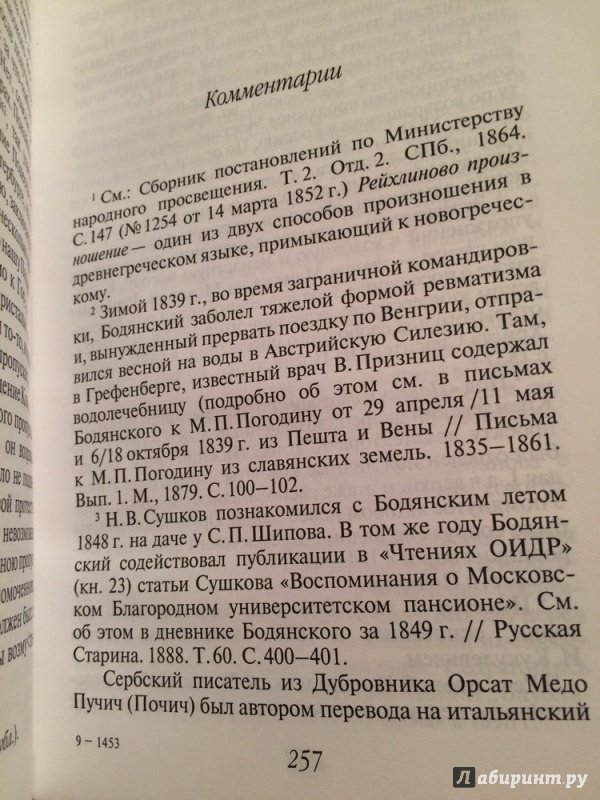 Комментарии
¹ См.: Сборник постановлений по Министерству
народного просвещения. Т. 2. Отд. 2. СПб., 1864.
С. 147 (№ 1254 от 14 марта 1852 г.) Рейхлиново произ-
ношение — один из двух способов произношения в
древнегреческом языке, примыкающий к новогречес-
кому.
² Зимой 1839 г., во время заграничной командиров-
ки, Бодянский заболел тяжелой формой ревматизма
и, вынужденный прервать поездку по Венгрии, отпра-
вился весной на воды в Австрийскую Силезию. Там,
в Грефенберге, известный врач В. Призниц содержал
водолечебницу (подробно об этом см. в письмах
Бодянского к М.П. Погодину от 29 апреля/11 мая
и 6/18 октября 1839 г. из Пешта и Вены // Письма
к М.П. Погодину из славянских земель. 1835—1861.
Вып. 1. М., 1879. С. 100—102.
³ Н.В. Сушков познакомился с Бодянским летом
1848 г. на даче у С.П. Шипова. В том же году Бодян-
ский содействовал публикации в «Чтениях ОИДР»
(кн. 23) статьи Сушкова «Воспоминания о Московс-
ком Благородном университетском пансионе». См.
об этом в дневнике Бодянского за 1849 г. // Русская
Старина. 1888. Т. 60. С. 400—401.
Сербский писатель из Дубровника Орсат Медо
Пучич (Почич) был автором перевода на итальянский
9 – 1453
257
Лабиринт.ру